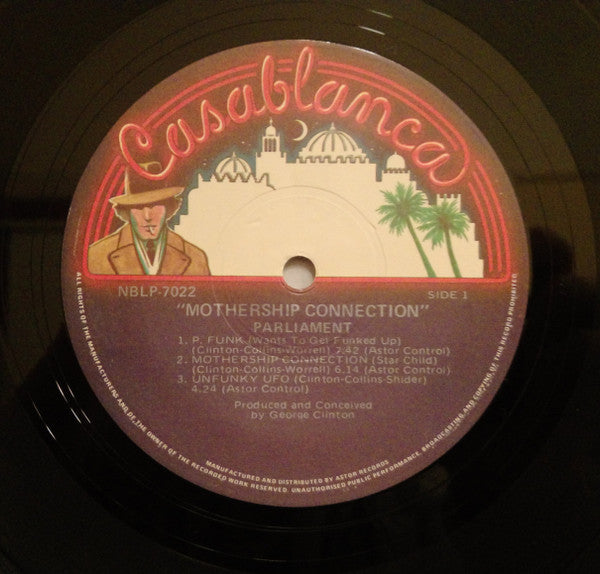 Casablanca
NBLP-7022
SIDE 1
"MOTHERSHIP CONNECTION"
PARLIAMENT
1. P. FUNK (Wants To Get Funked Up)
(Clinton-Collins-Worrell) 7.42 (Astor Control)
2. MOTHERSHIP CONNECTION (Star Child)
(Clinton-Collins-Worrell) 6.14 (Astor Control)
3. UNFUNKY UFO (Clinton-Collins-Shider)
4.24 (Astor Control)
Produced and Conceived
by George Clinton
MANUFACTURED AND DISTRIBUTED BY ASTOR RECORDS
ALL RIGHTS OF THE MANUFACTURER AND OF THE OWNER OF THE RECORDED WORK RESERVED. UNAUTHORISED PUBLIC PERFORMANCE, BROADCASTING AND COPYING OF THIS RECORD PROHIBITED.